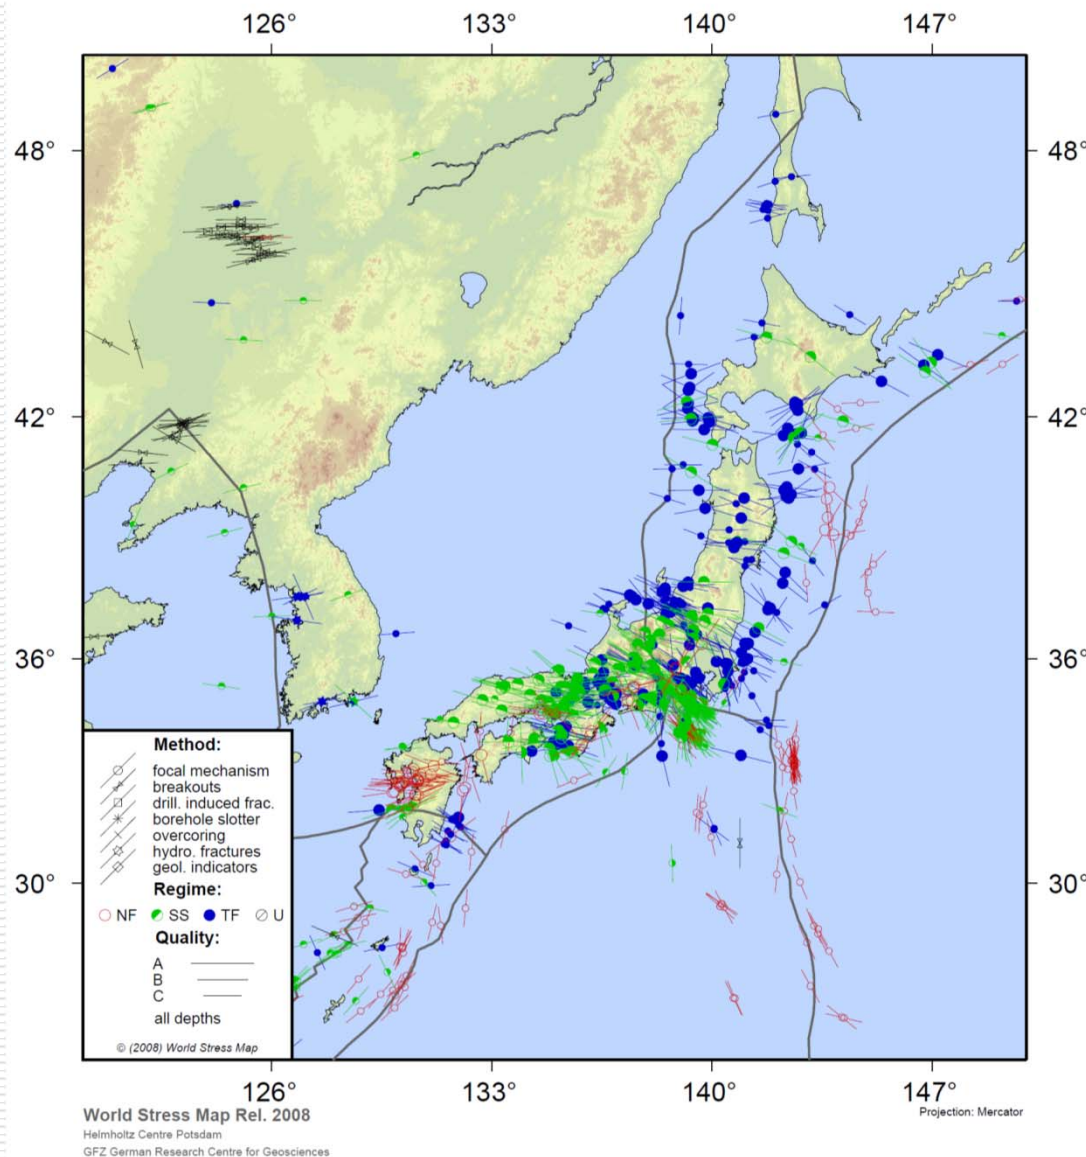 126° 133° 140° 147°
48° 48°
42° 42°
36° 36°
30° 30°
Method:
focal mechanism
breakouts
drill. induced frac.
borehole slotter
overcoring
hydro. fractures
geol. indicators
Regime:
NF SS TF U
Quality:
A
B
C
all depths
© (2008) World Stress Map
126° 133° 140° 147°
World Stress Map Rel. 2008
Projection: Mercator
Helmholtz Centre Potsdam
GFZ German Research Centre for Geosciences